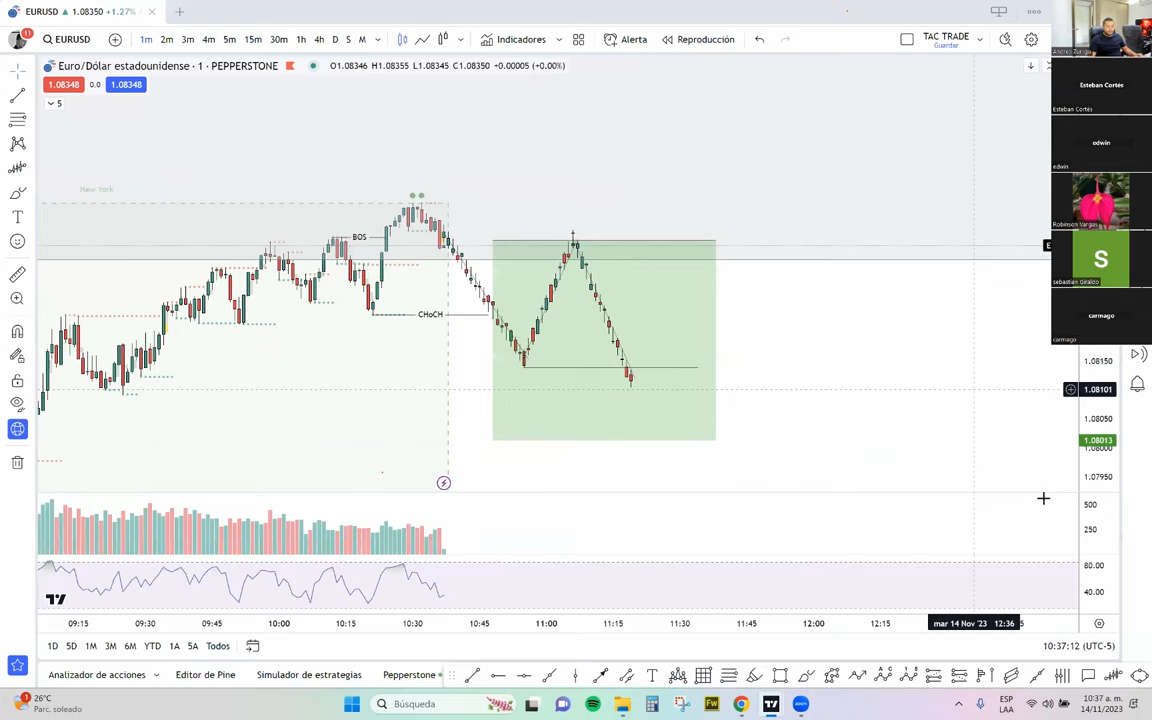 EURUSD ▲ 1.08350 +1.27%
11
EURUSD
1m 2m 3m 4m 5m 15m 30m 1h 4h D S M
Indicadores
Alerta
Reproducción
TAC TRADE
Guardar
Euro/Dólar estadounidense · 1 · PEPPERSTONE
O1.08346 H1.08355 L1.08345 C1.08350 +0.00005 (+0.00%)
1.08348 0.0 1.08348
5
Esteban Cortés
Esteban Cortés
edwin
edwin
Robinson Vargas
S
sebastian Giraldo
carmago
carmago
New York
BOS
CHoCH
1.08150
1.08101
1.08050
1.08013
1.08000
1.07950
500
250
80.00
40.00
09:15 09:30 09:45 10:00 10:15 10:30 10:45 11:00 11:15 11:30 11:45 12:00 12:15 mar 14 Nov '23 12:36
1D 5D 1M 3M 6M YTD 1A 5A Todos
10:37:12 (UTC-5)
Analizador de acciones
Editor de Pine
Simulador de estrategias
Pepperstone
26°C
Parc. soleado
Búsqueda
FW
ESP
LAA
10:37 a. m.
14/11/2023